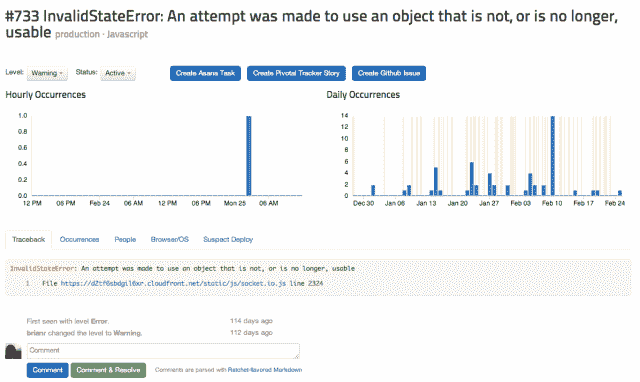 #733 InvalidStateError: An attempt was made to use an object that is not, or is no longer,
usable production - Javascript
Level: Warning Status: Active Create Asana Task Create Pivotal Tracker Story Create Github Issue
Hourly Occurrences
1.0
0.8
0.6
0.4
0.2
0.0
12 PM 06 PM Feb 24 06 AM 12 PM 06 PM Mon 25 06 AM
Daily Occurrences
14
12
10
8
6
4
2
0
Dec 30 Jan 06 Jan 13 Jan 20 Jan 27 Feb 03 Feb 10 Feb 17 Feb 24
Traceback Occurrences People Browser/OS Suspect Deploy
InvalidStateError: An attempt was made to use an object that is not, or is no longer, usable
1 File https://d2tf6sbdgil6xr.cloudfront.net/static/js/socket.io.js line 2324
First seen with level Error. 114 days ago
brianr changed the level to Warning. 112 days ago
Comment
Comment Comment & Resolve Comments are parsed with Ratchet-flavored Markdown